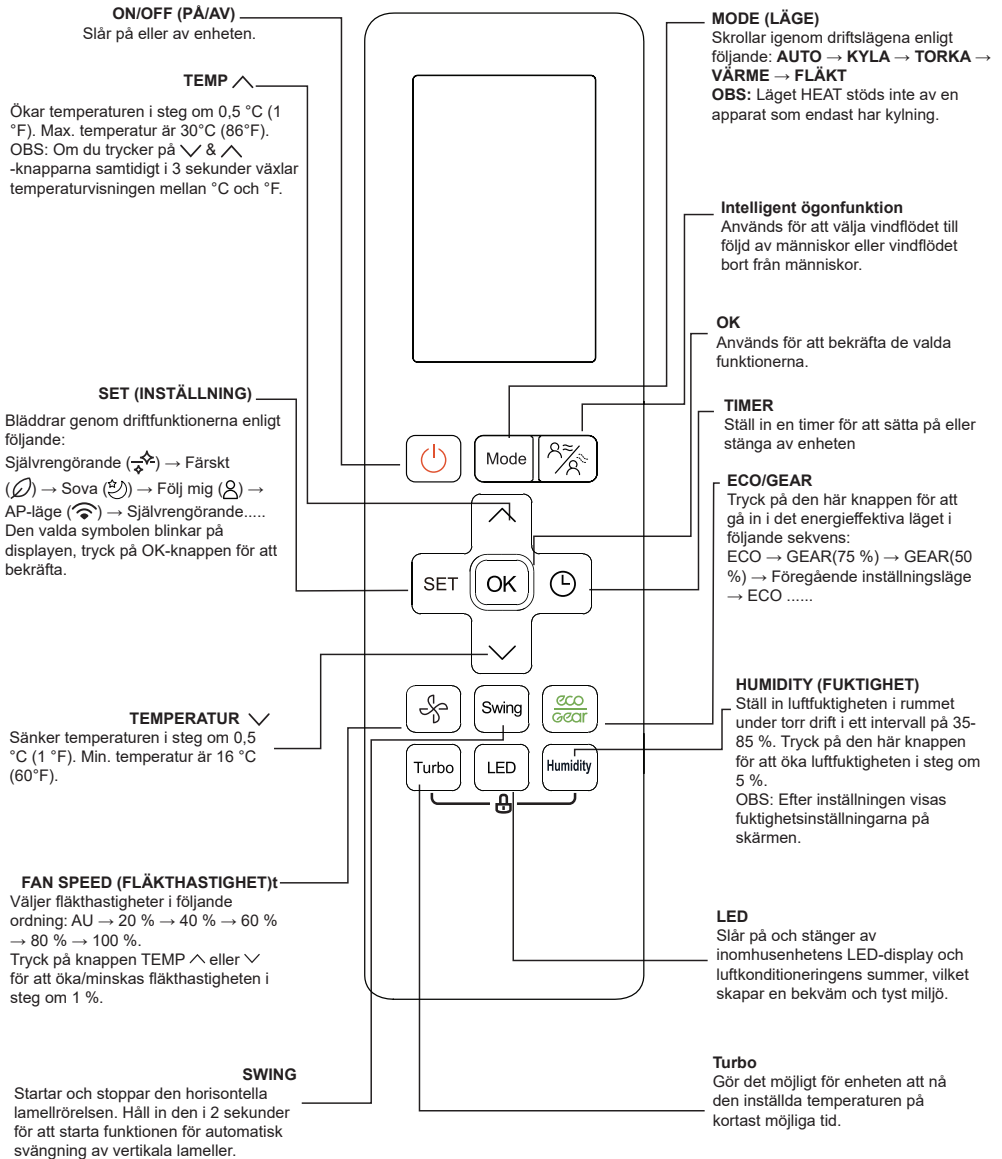 ON/OFF (PÅ/AV)
Slår på eller av enheten.
TEMP
Ökar temperaturen i steg om 0,5 °C (1
°F). Max. temperatur är 30°C (86°F).
OBS: Om du trycker på & 
-knapparna samtidigt i 3 sekunder växlar
temperaturvisningen mellan °C och °F.
SET (INSTÄLLNING)
Bläddrar genom driftfunktionerna enligt
följande:
Självrengörande ( ) → Färskt
( ) → Sova ( ) → Följ mig ( ) →
AP-läge ( ) → Självrengörande.....
Den valda symbolen blinkar på
displayen, tryck på OK-knappen för att
bekräfta.
TEMPERATUR
Sänker temperaturen i steg om 0,5
°C (1 °F). Min. temperatur är 16 °C
(60°F).
FAN SPEED (FLÄKTHASTIGHET)t
Väljer fläkthastigheter i följande
ordning: AU → 20 % → 40 % → 60 %
→ 80 % → 100 %.
Tryck på knappen TEMP eller
för att öka/minskas fläkthastigheten i
steg om 1 %.
SWING
Startar och stoppar den horisontella
lamellrörelsen. Håll in den i 2 sekunder
för att starta funktionen för automatisk
svängning av vertikala lameller.
Mode
SET
OK
Swing
eco
Gear
Turbo
LED
Humidity
MODE (LÄGE)
Skrollar igenom driftslägena enligt
följande: AUTO → KYLA → TORKA →
VÄRME → FLÄKT
OBS: Läget HEAT stöds inte av en
apparat som endast har kylning.
Intelligent ögonfunktion
Används för att välja vindflödet till
följd av människor eller vindflödet
bort från människor.
OK
Används för att bekräfta de valda
funktionerna.
TIMER
Ställ in en timer för att sätta på eller
stänga av enheten
ECO/GEAR
Tryck på den här knappen för att
gå in i det energieffektiva läget i
följande sekvens:
ECO → GEAR(75 %) → GEAR(50
%) → Föregående inställningsläge
→ ECO ......
HUMIDITY (FUKTIGHET)
Ställ in luftfuktigheten i rummet
under torr drift i ett intervall på 35-
85 %. Tryck på den här knappen
för att öka luftfuktigheten i steg om
5 %.
OBS: Efter inställningen visas
fuktighetsinställningarna på
skärmen.
LED
Slår på och stänger av
inomhusenhetens LED-display och
luftkonditioneringens summer, vilket
skapar en bekväm och tyst miljö.
Turbo
Gör det möjligt för enheten att nå
den inställda temperaturen på
kortast möjliga tid.